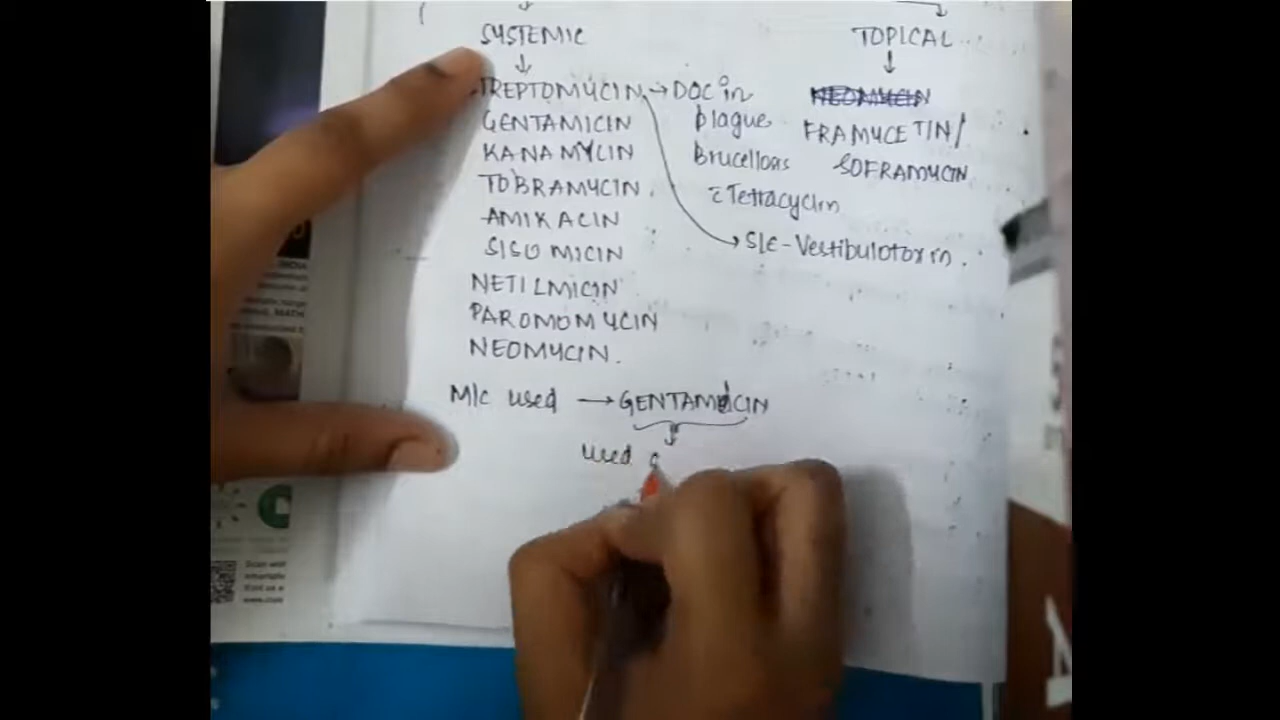 SYSTEMIC
↓
STREPTOMYCIN → DOC in
plague
Brucellosis
c̄ Tetracyclin
→ S/E - Vestibulotoxin.
GENTAMICIN
KANAMYCIN
TOBRAMYCIN.
AMIKACIN
SISOMICIN
NETILMICIN
PAROMOMYCIN
NEOMYCIN.
M/c used → GENTAMICIN
↓
used
TOPICAL
↓
NEOMYCIN
FRAMYCETIN/
SOFRAMYCIN